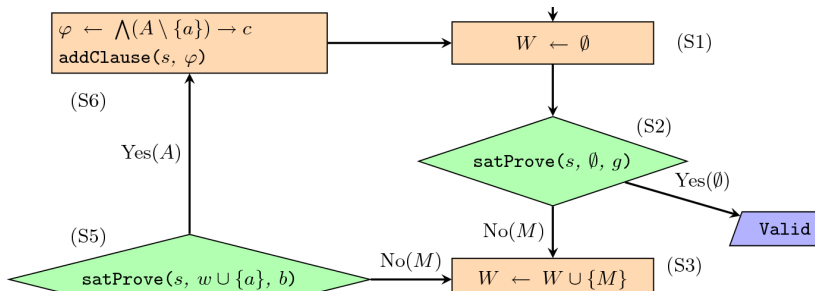 φ ← ⋀(A \ {a}) → c
addClause(s, φ)
W ← ∅
(S1)
(S6)
(S2)
Yes(A)
satProve(s, ∅, g)
Yes(∅)
Valid
No(M)
(S5)
No(M)
(S3)
satProve(s, w ∪ {a}, b)
W ← W ∪ {M}